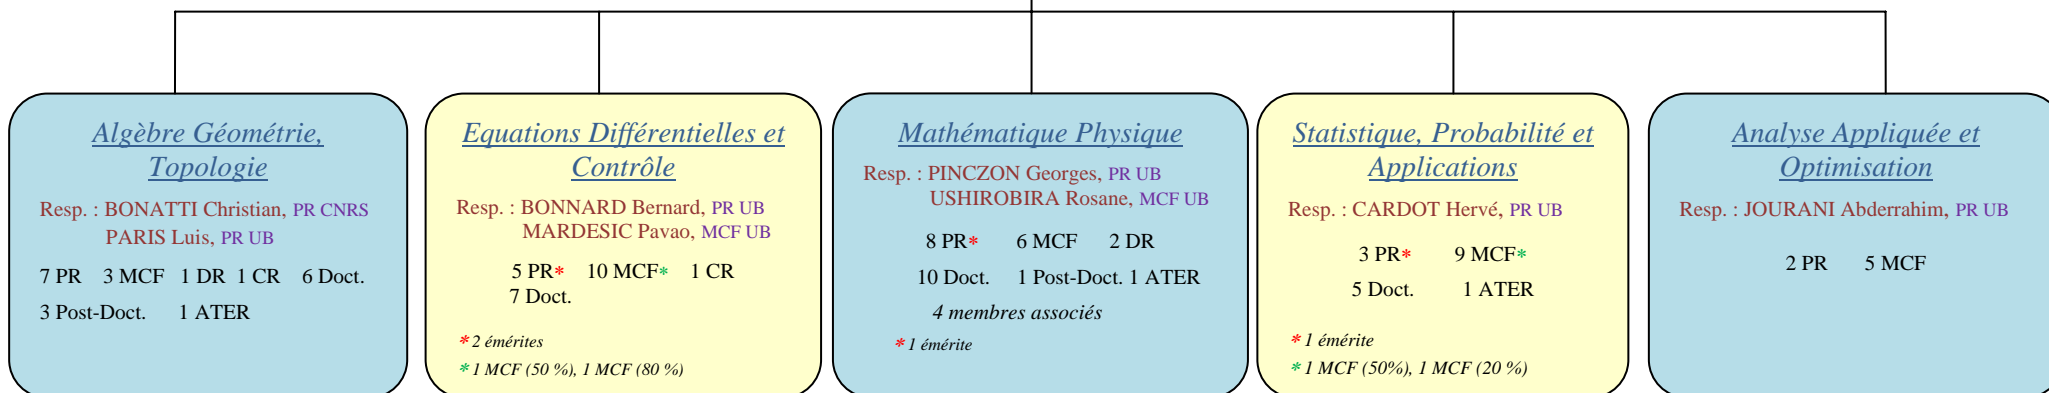 Algèbre Géométrie,
Topologie
Resp. : BONATTI Christian, PR CNRS
PARIS Luis, PR UB
7 PR 3 MCF 1 DR 1 CR 6 Doct.
3 Post-Doct. 1 ATER
Equations Différentielles et
Contrôle
Resp. : BONNARD Bernard, PR UB
MARDESIC Pavao, MCF UB
5 PR* 10 MCF* 1 CR
7 Doct.
* 2 émérites
* 1 MCF (50 %), 1 MCF (80 %)
Mathématique Physique
Resp. : PINCZON Georges, PR UB
USHIROBIRA Rosane, MCF UB
8 PR* 6 MCF 2 DR
10 Doct. 1 Post-Doct. 1 ATER
4 membres associés
* 1 émérite
Statistique, Probabilité et
Applications
Resp. : CARDOT Hervé, PR UB
3 PR* 9 MCF*
5 Doct. 1 ATER
* 1 émérite
* 1 MCF (50%), 1 MCF (20 %)
Analyse Appliquée et
Optimisation
Resp. : JOURANI Abderrahim, PR UB
2 PR 5 MCF